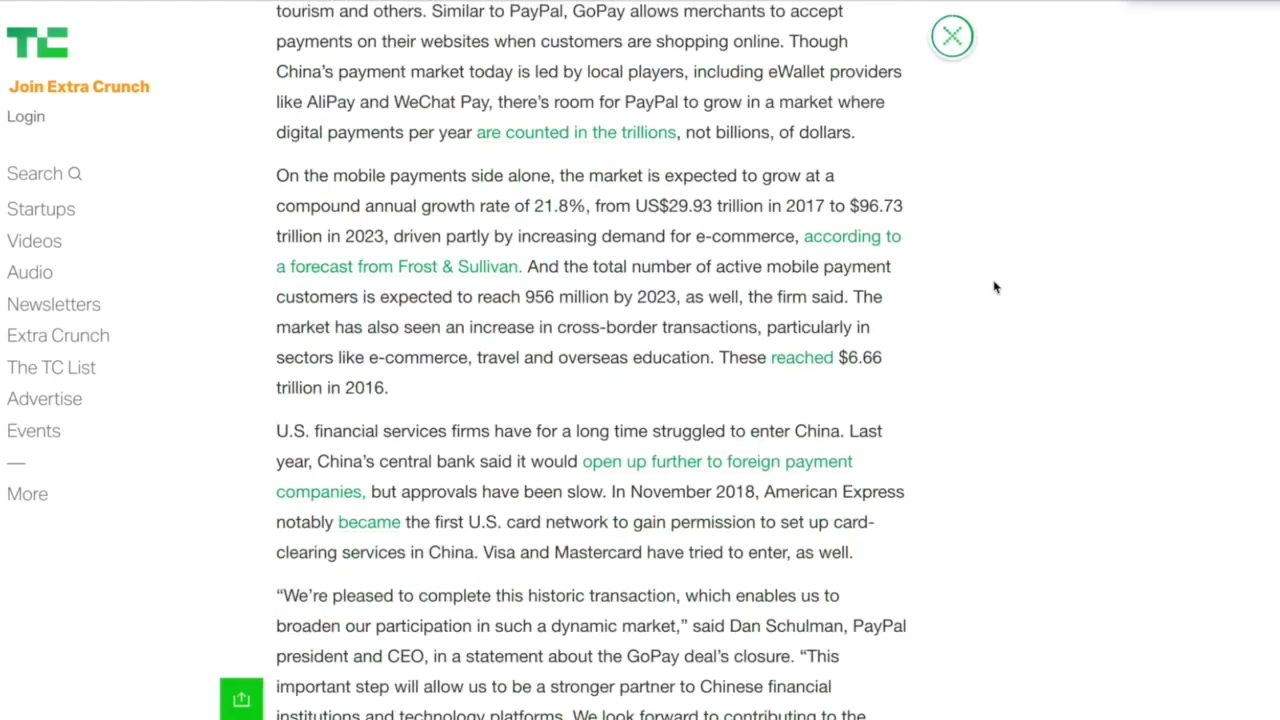 TC
Join Extra Crunch
Login
Search
Startups
Videos
Audio
Newsletters
Extra Crunch
The TC List
Advertise
Events
—
More
tourism and others. Similar to PayPal, GoPay allows merchants to accept
payments on their websites when customers are shopping online. Though
China’s payment market today is led by local players, including eWallet providers
like AliPay and WeChat Pay, there’s room for PayPal to grow in a market where
digital payments per year are counted in the trillions, not billions, of dollars.
On the mobile payments side alone, the market is expected to grow at a
compound annual growth rate of 21.8%, from US$29.93 trillion in 2017 to $96.73
trillion in 2023, driven partly by increasing demand for e-commerce, according to
a forecast from Frost & Sullivan. And the total number of active mobile payment
customers is expected to reach 956 million by 2023, as well, the firm said. The
market has also seen an increase in cross-border transactions, particularly in
sectors like e-commerce, travel and overseas education. These reached $6.66
trillion in 2016.
U.S. financial services firms have for a long time struggled to enter China. Last
year, China’s central bank said it would open up further to foreign payment
companies, but approvals have been slow. In November 2018, American Express
notably became the first U.S. card network to gain permission to set up card-
clearing services in China. Visa and Mastercard have tried to enter, as well.
“We’re pleased to complete this historic transaction, which enables us to
broaden our participation in such a dynamic market,” said Dan Schulman, PayPal
president and CEO, in a statement about the GoPay deal’s closure. “This
important step will allow us to be a stronger partner to Chinese financial
institutions and technology platforms. We look forward to contributing to the